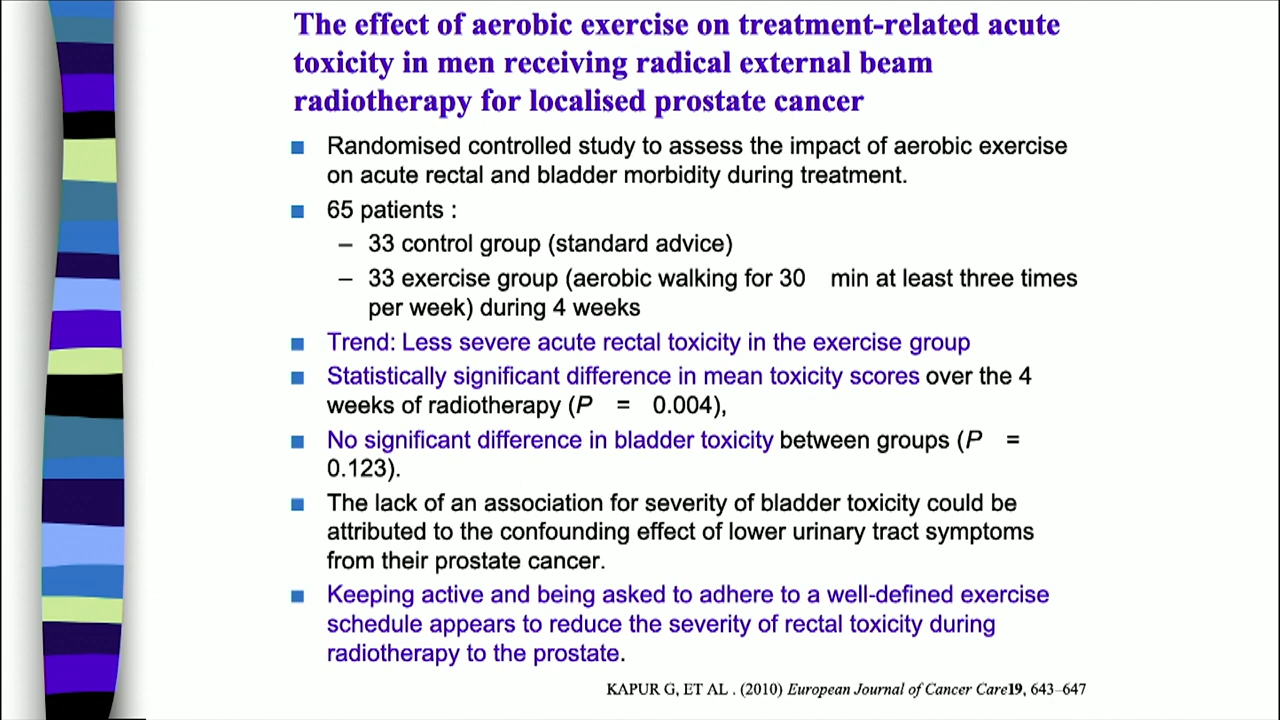 The effect of aerobic exercise on treatment-related acute
toxicity in men receiving radical external beam
radiotherapy for localised prostate cancer
Randomised controlled study to assess the impact of aerobic exercise
on acute rectal and bladder morbidity during treatment.
65 patients :
– 33 control group (standard advice)
– 33 exercise group (aerobic walking for 30 min at least three times
per week) during 4 weeks
Trend: Less severe acute rectal toxicity in the exercise group
Statistically significant difference in mean toxicity scores over the 4
weeks of radiotherapy (P = 0.004),
No significant difference in bladder toxicity between groups (P =
0.123).
The lack of an association for severity of bladder toxicity could be
attributed to the confounding effect of lower urinary tract symptoms
from their prostate cancer.
Keeping active and being asked to adhere to a well-defined exercise
schedule appears to reduce the severity of rectal toxicity during
radiotherapy to the prostate.
KAPUR G, ET AL . (2010) European Journal of Cancer Care19, 643–647